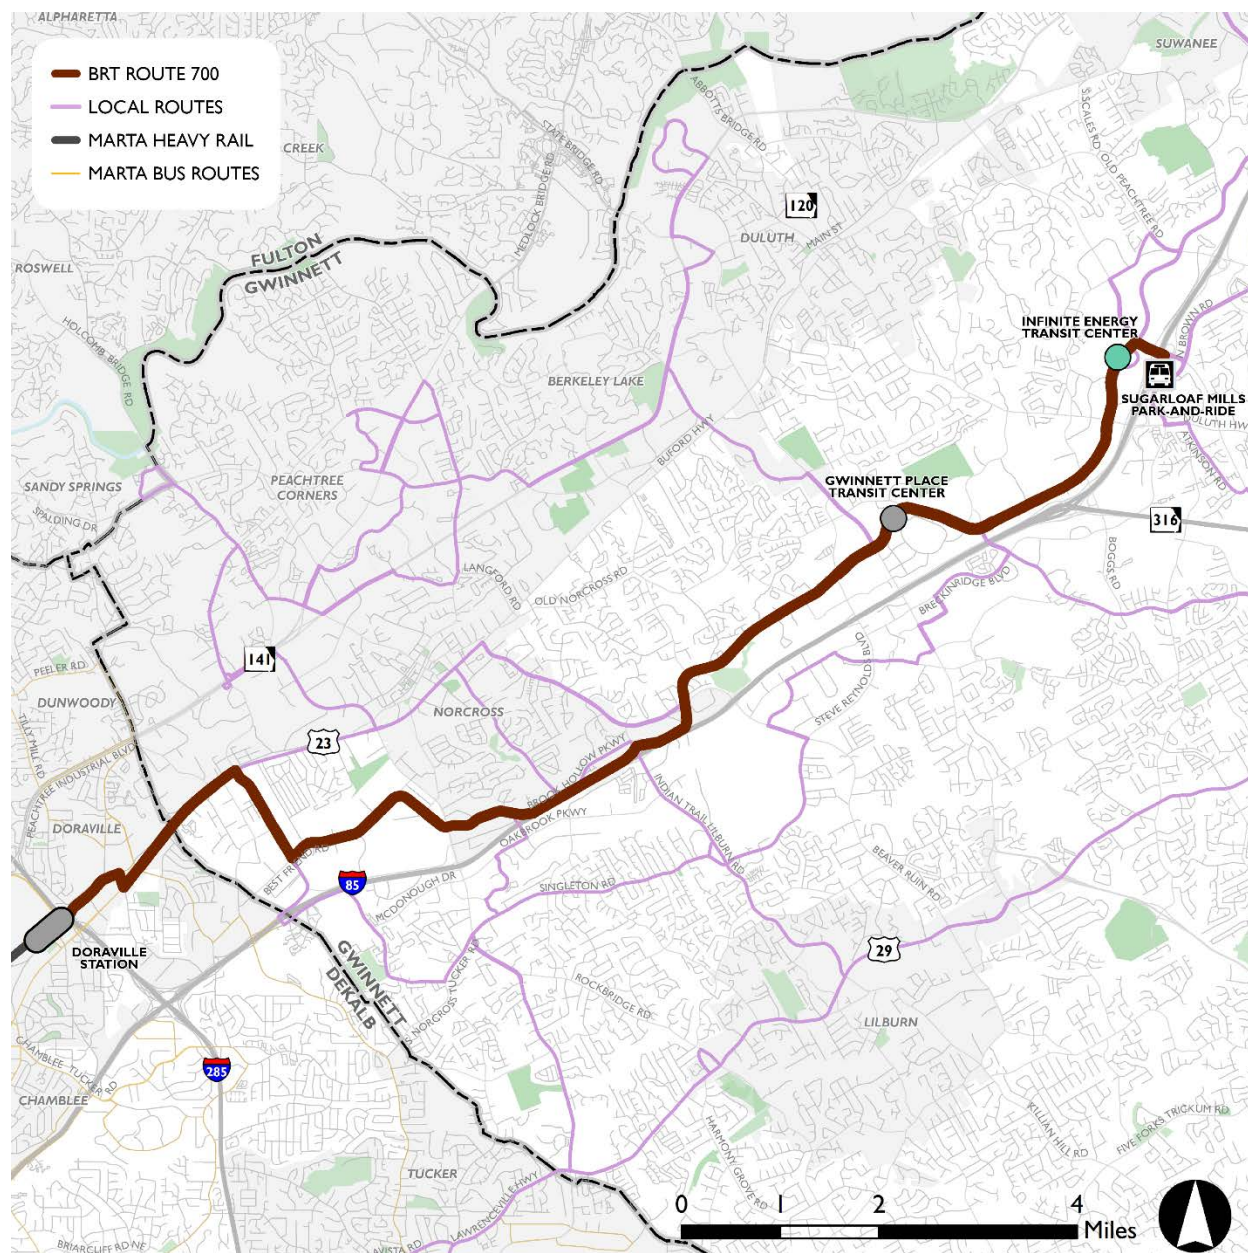 ALPHARETTA
SUWANEE
BRT ROUTE 700
LOCAL ROUTES
MARTA HEAVY RAIL
MARTA BUS ROUTES
CREEK
STATE BRIDGE RD
MEDLOCK BRIDGE RD
ABBOTTS BRIDGE RD
S SCALES RD
OLD PEACHTREE RD
120
DULUTH
MAIN ST
FULTON
GWINNETT
ROSWELL
HOLCOMB BRIDGE RD
INFINITE ENERGY
TRANSIT CENTER
N BROWN RD
SUGARLOAF MILLS
PARK-AND-RIDE
DULUTH HW
ATKINSON RD
BERKELEY LAKE
BUFORD HWY
SANDY SPRINGS
SPALDING DR
PEACHTREE
CORNERS
GWINNETT PLACE
TRANSIT CENTER
316
BOGGS RD
LANGFORD RD
OLD NORCROSS RD
BRECKINRIDGE BLVD
STEVE REYNOLDS BLVD
141
PEELER RD
DUNWOODY
TILLY MILL RD
PEACHTREE INDUSTRIAL BLVD
NORCROSS
23
BROOK HOLLOW PKWY
OAKBROOK PKWY
INDIAN TRAIL LILBURN RD
DORAVILLE
BEST FRIEND RD
85
MCDONOUGH DR
SINGLETON RD
BEAVER RUIN RD
DORAVILLE
STATION
GWINNETT
DEKALB
S. NORCROSS TUCKER RD
ROCKBRIDGE RD
29
LILBURN
285
CHAMBLEE TUCKER RD
CHAMBLEE
TUCKER
LAWRENCEVILLE HWY
HARMONY GROVE RD
KILLIAN HILL RD
FIVE FORKS TRICKUM RD
BRIARCLIFF RD NE
AVISTA RD
0 1 2 4
Miles